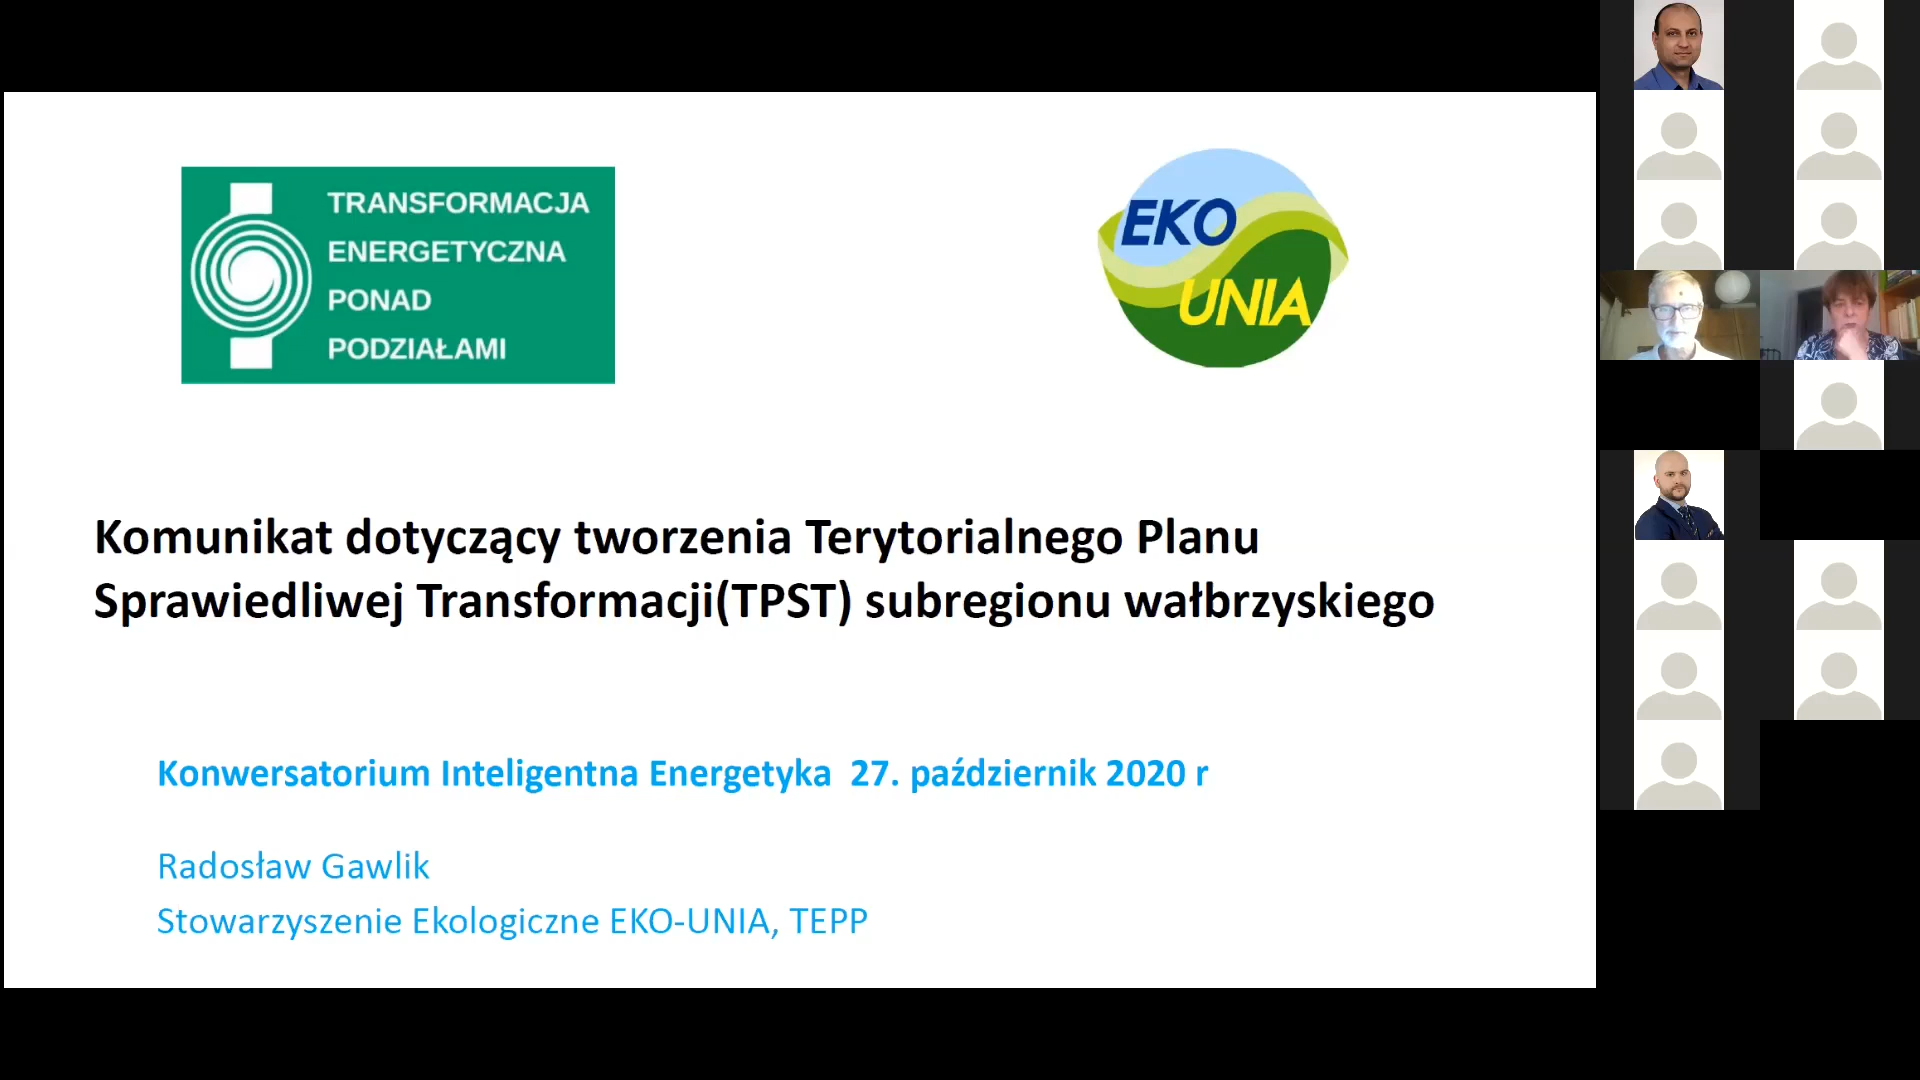 TRANSFORMACJA
ENERGETYCZNA
PONAD
PODZIAŁAMI
EKO
UNIA
Komunikat dotyczący tworzenia Terytorialnego Planu
Sprawiedliwej Transformacji(TPST) subregionu wałbrzyskiego
Konwersatorium Inteligentna Energetyka 27. październik 2020 r
Radosław Gawlik
Stowarzyszenie Ekologiczne EKO-UNIA, TEPP